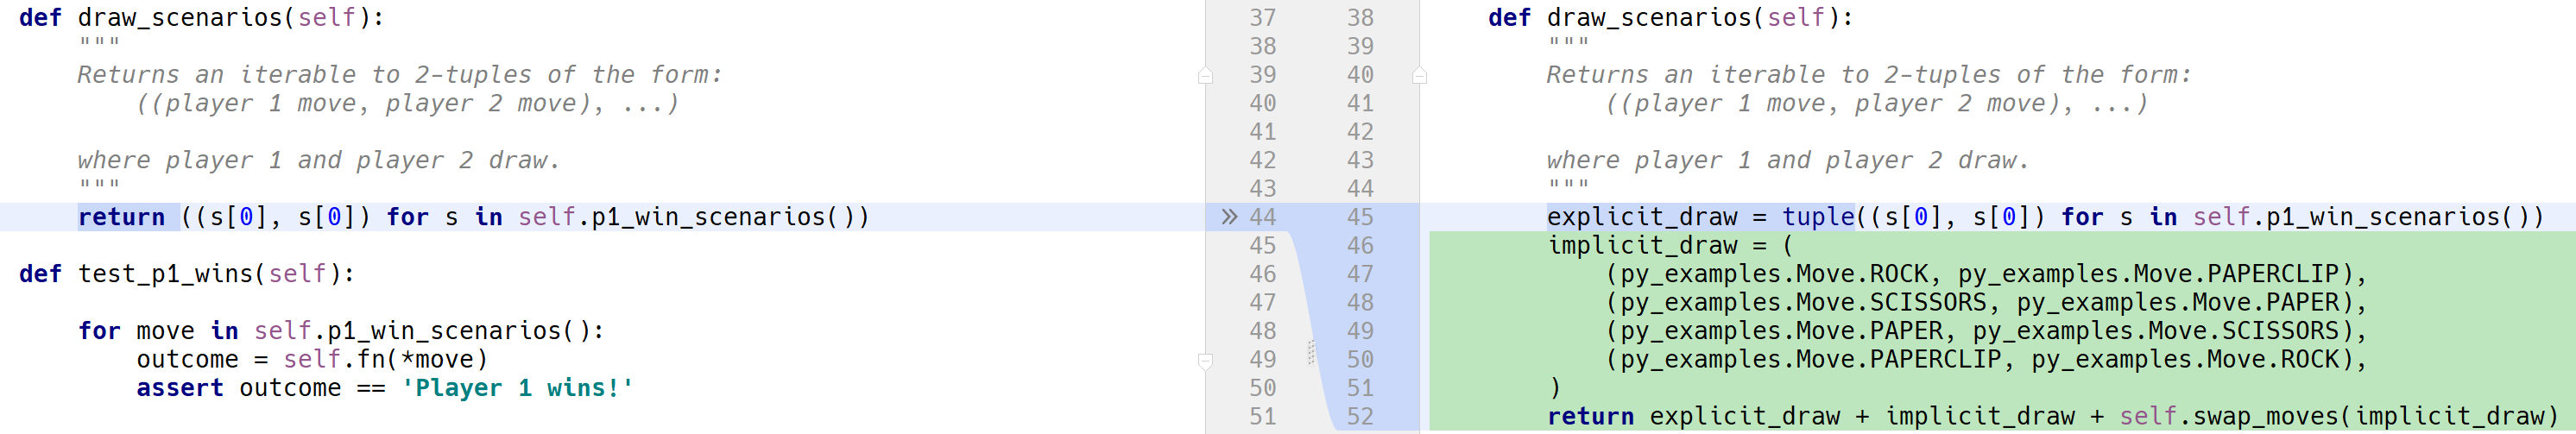 def draw_scenarios(self):
    """
    Returns an iterable to 2-tuples of the form:
        ((player 1 move, player 2 move), ...)

    where player 1 and player 2 draw.
    """
    return ((s[0], s[0]) for s in self.p1_win_scenarios())

def test_p1_wins(self):

    for move in self.p1_win_scenarios():
        outcome = self.fn(*move)
        assert outcome == 'Player 1 wins!'
37 38
38 39
39 40
40 41
41 42
42 43
43 44
» 44 45
45 46
46 47
47 48
48 49
49 50
50 51
51 52
def draw_scenarios(self):
    """
    Returns an iterable to 2-tuples of the form:
        ((player 1 move, player 2 move), ...)

    where player 1 and player 2 draw.
    """
    explicit_draw = tuple((s[0], s[0]) for s in self.p1_win_scenarios())
    implicit_draw = (
        (py_examples.Move.ROCK, py_examples.Move.PAPERCLIP),
        (py_examples.Move.SCISSORS, py_examples.Move.PAPER),
        (py_examples.Move.PAPER, py_examples.Move.SCISSORS),
        (py_examples.Move.PAPERCLIP, py_examples.Move.ROCK),
    )
    return explicit_draw + implicit_draw + self.swap_moves(implicit_draw)